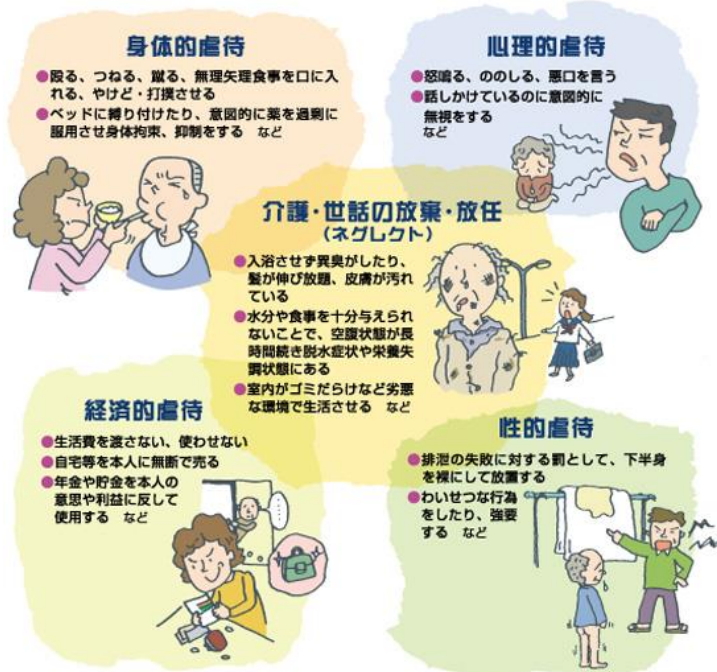 身体的虐待
●殴る、つねる、蹴る、無理矢理食事を口に入
れる、やけど・打撲させる
●ベッドに縛り付けたり、意図的に薬を過剰に
服用させ身体拘束、抑制をする など
心理的虐待
●怒鳴る、ののしる、悪口を言う
●話しかけているのに意図的に
無視をする
など
介護・世話の放棄・放任
(ネグレクト)
●入浴させず異臭がしたり、
髪が伸び放題、皮膚が汚れ
ている
●水分や食事を十分与えられ
ないことで、空腹状態が長
時間続き脱水症状や栄養失
調状態にある
●室内がゴミだらけなど劣悪
な環境で生活させる など
経済的虐待
●生活費を渡さない、使わせない
●自宅等を本人に無断で売る
●年金や貯金を本人の
意思や利益に反して
使用する など
……
性的虐待
●排泄の失敗に対する罰として、下半身
を裸にして放置する
●わいせつな行為
をしたり、強要
する など